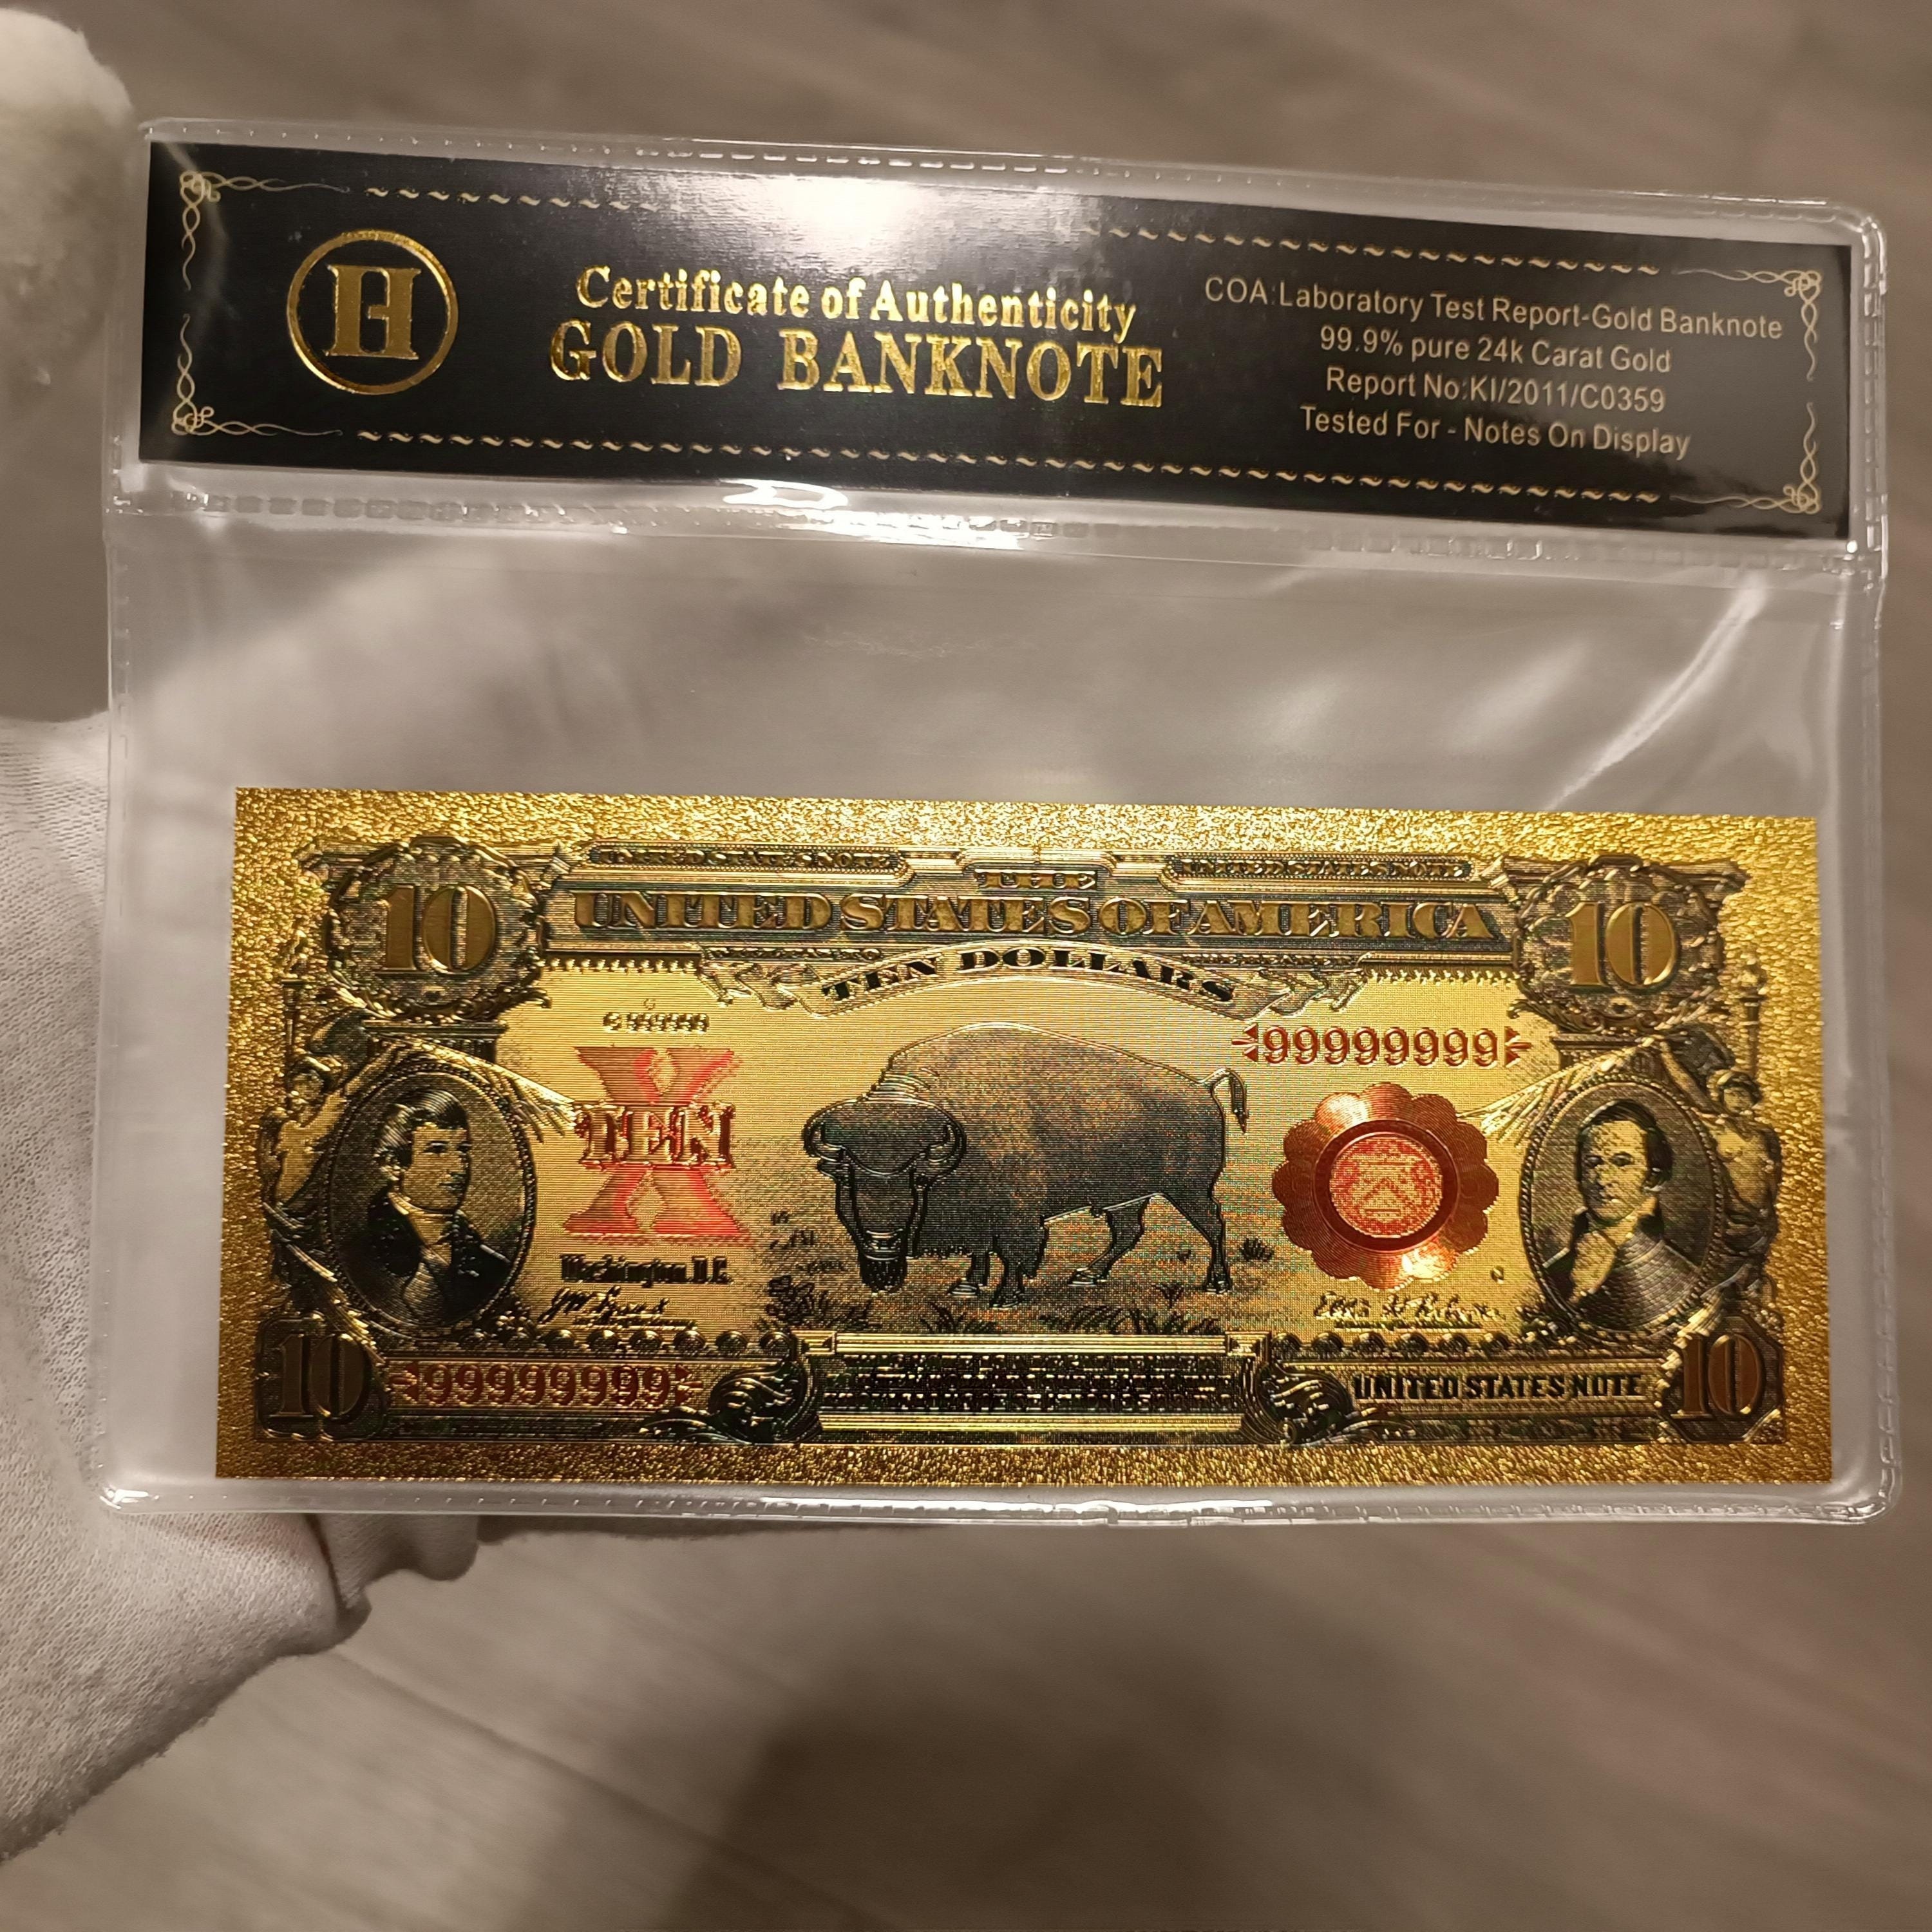 H
Certificate of Authenticity
GOLD BANKNOTE
COA:Laboratory Test Report-Gold Banknote
99.9% pure 24k Carat Gold
Report No:KI/2011/C0359
Tested For - Notes On Display
10
THE
UNITED STATES OF AMERICA
10
TEN DOLLARS
99999999
X
TEN
Washington, D.C.
10
99999999
UNITED STATES NOTE
10